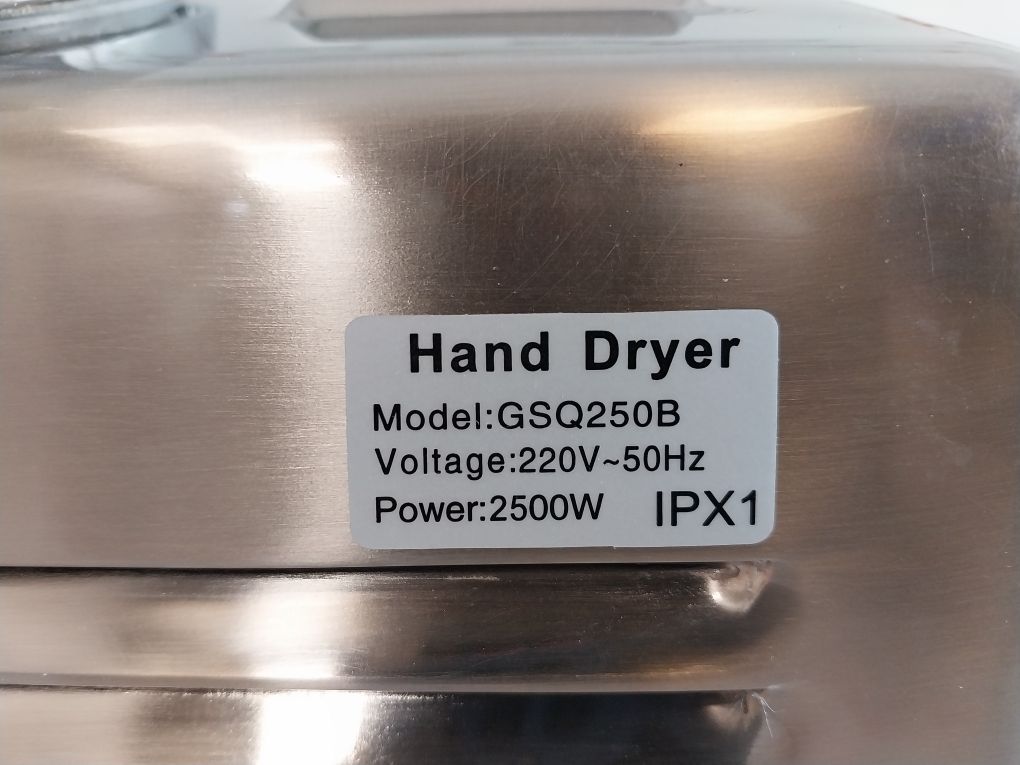 Hand Dryer
Model:GSQ250B
Voltage:220V~50Hz
Power:2500W IPX1